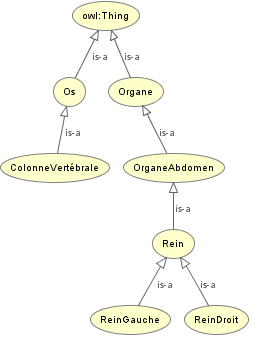 owl:Thing
is-a
is-a
Os
Organe
is-a
is-a
ColonneVertébrale
OrganeAbdomen
is-a
Rein
is-a
is-a
ReinGauche
ReinDroit